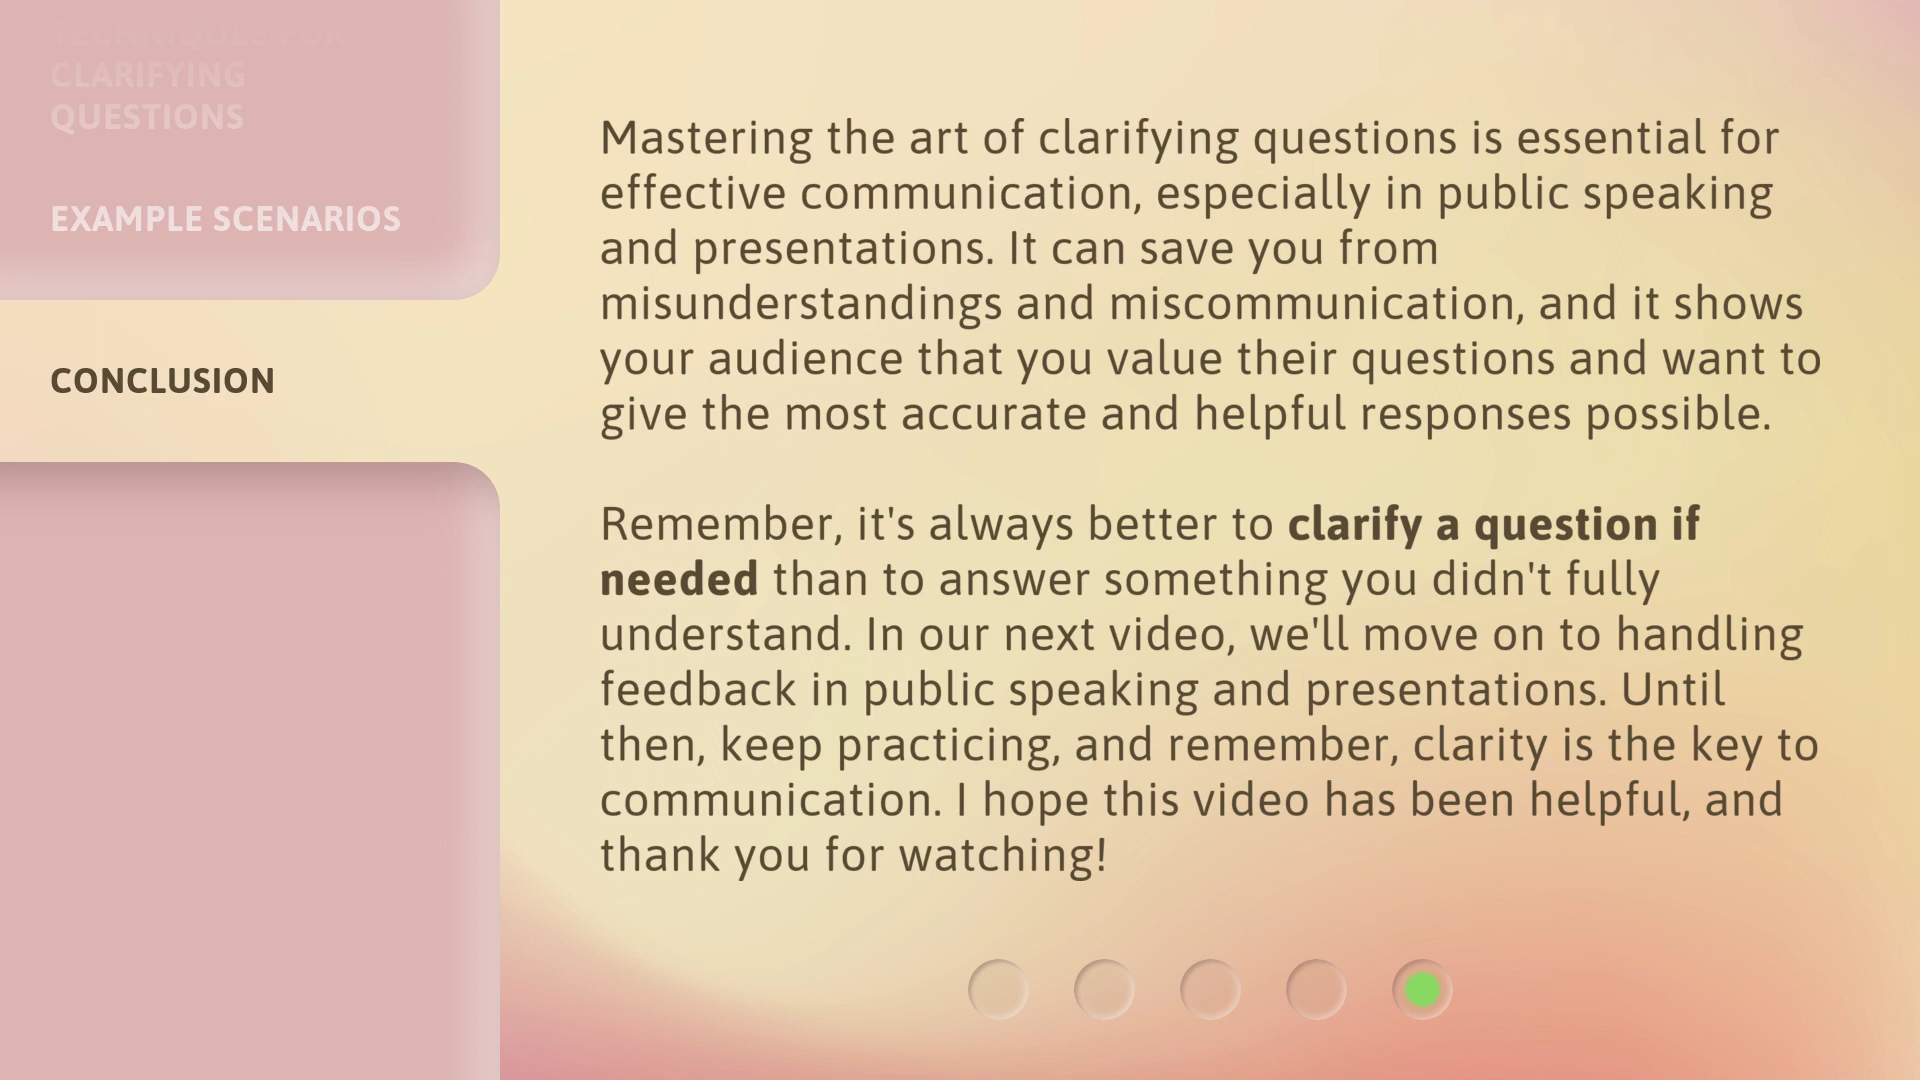 TECHNIQUES FOR
CLARIFYING
QUESTIONS
EXAMPLE SCENARIOS
CONCLUSION
Mastering the art of clarifying questions is essential for
effective communication, especially in public speaking
and presentations. It can save you from
misunderstandings and miscommunication, and it shows
your audience that you value their questions and want to
give the most accurate and helpful responses possible.
Remember, it's always better to clarify a question if
needed than to answer something you didn't fully
understand. In our next video, we'll move on to handling
feedback in public speaking and presentations. Until
then, keep practicing, and remember, clarity is the key to
communication. I hope this video has been helpful, and
thank you for watching!